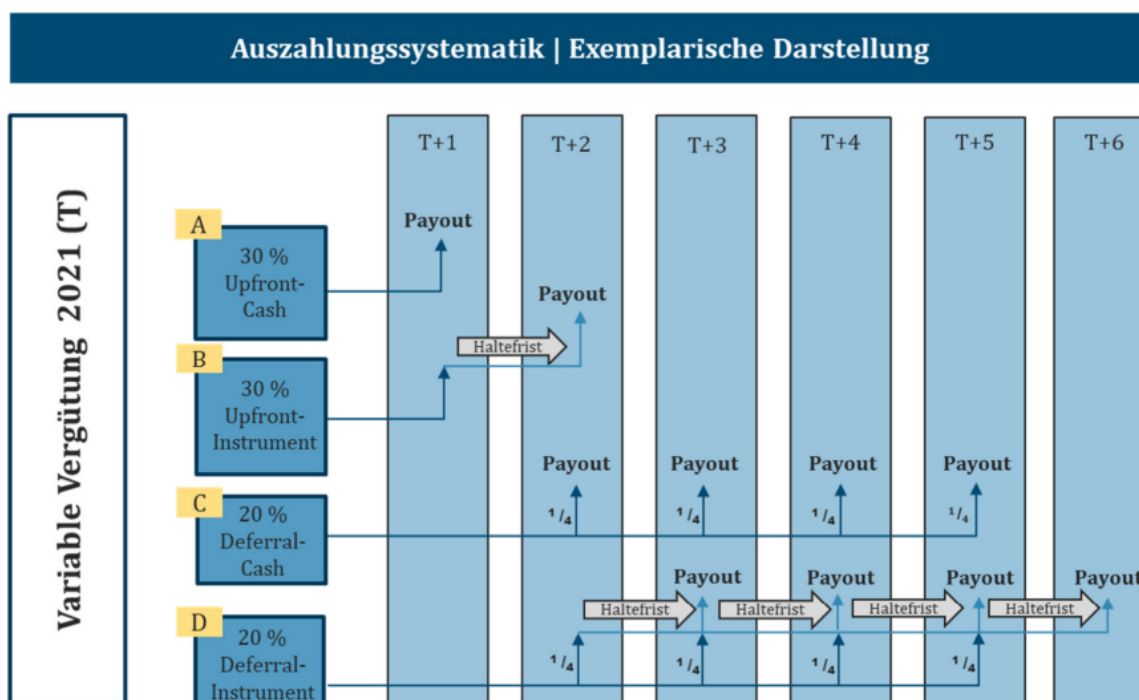 Auszahlungssystematik | Exemplarische Darstellung
Variable Vergütung 2021 (T)
T+1
T+2
T+3
T+4
T+5
T+6
A
30 %
Upfront-
Cash
Payout
B
30 %
Upfront-
Instrument
Haltefrist
Payout
C
20 %
Deferral-
Cash
1/4
Payout
1/4
Payout
1/4
Payout
1/4
Payout
D
20 %
Deferral-
Instrument
1/4
Haltefrist
Payout
1/4
Haltefrist
Payout
1/4
Haltefrist
Payout
1/4
Haltefrist
Payout